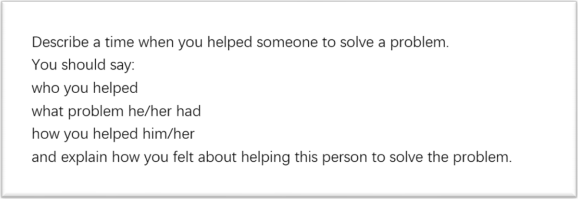 Describe a time when you helped someone to solve a problem.
You should say:
who you helped
what problem he/her had
how you helped him/her
and explain how you felt about helping this person to solve the problem.